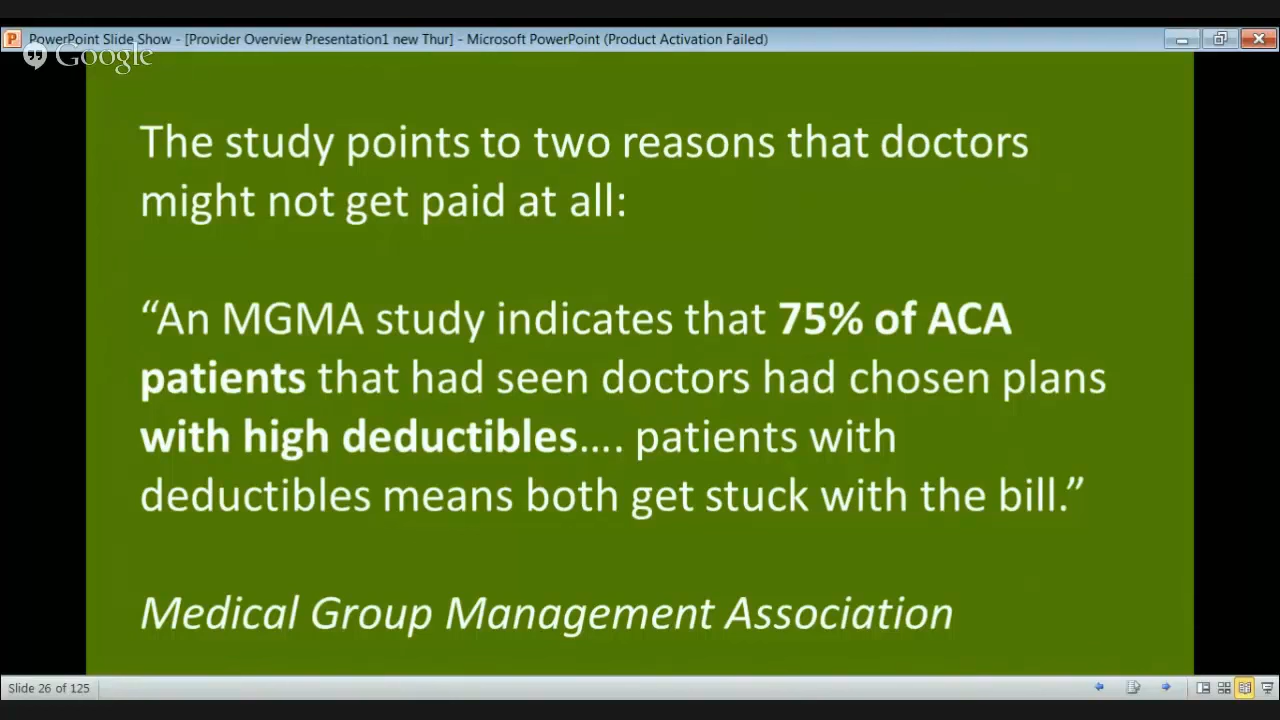 PowerPoint Slide Show - [Provider Overview Presentation1 new Thur] - Microsoft PowerPoint (Product Activation Failed)
Google
The study points to two reasons that doctors
might not get paid at all:
“An MGMA study indicates that 75% of ACA
patients that had seen doctors had chosen plans
with high deductibles…. patients with
deductibles means both get stuck with the bill.”
Medical Group Management Association
Slide 26 of 125